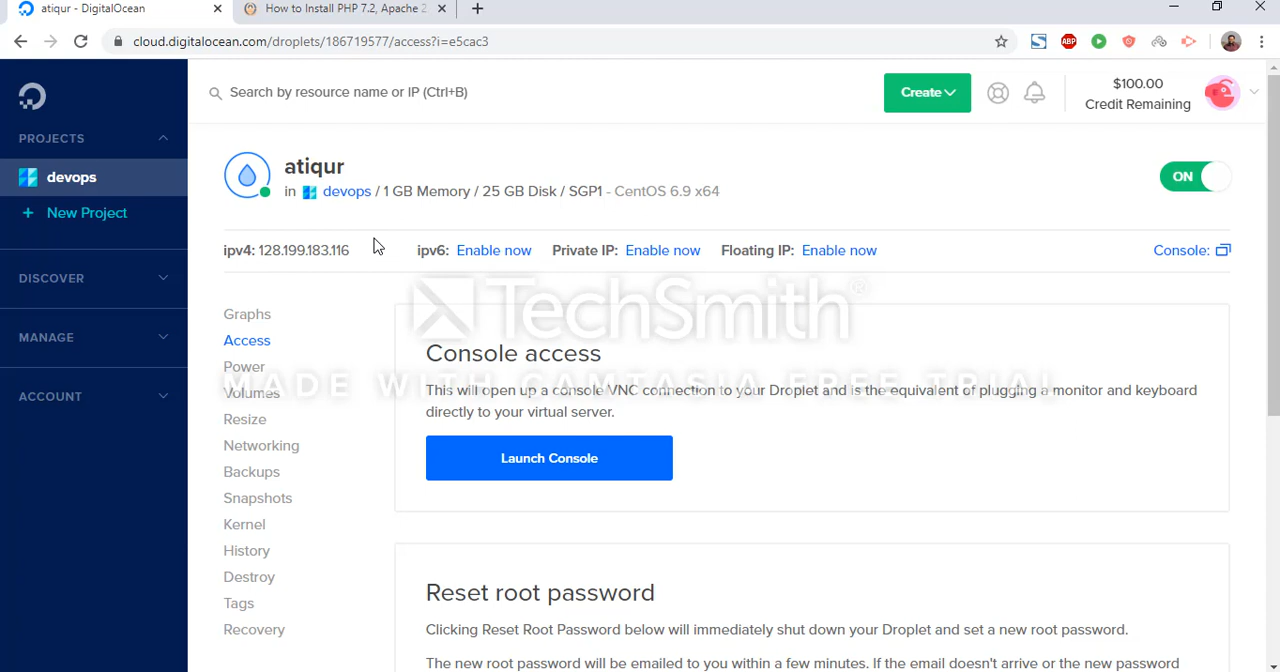 atiqur - DigitalOcean
How to Install PHP 7.2, Apache 2
cloud.digitalocean.com/droplets/186719577/access?i=e5cac3
ABP
PROJECTS
devops
+ New Project
DISCOVER
MANAGE
ACCOUNT
Search by resource name or IP (Ctrl+B)
Create
$100.00
Credit Remaining
atiqur
in devops / 1 GB Memory / 25 GB Disk / SGP1 - CentOS 6.9 x64
ON
ipv4: 128.199.183.116 ipv6: Enable now Private IP: Enable now Floating IP: Enable now Console:
TechSmith®
MADE WITH CAMTASIA FREE TRIAL
Graphs
Access
Power
Volumes
Resize
Networking
Backups
Snapshots
Kernel
History
Destroy
Tags
Recovery
Console access
This will open up a console VNC connection to your Droplet and is the equivalent of plugging a monitor and keyboard
directly to your virtual server.
Launch Console
Reset root password
Clicking Reset Root Password below will immediately shut down your Droplet and set a new root password.
The new root password will be emailed to you within a few minutes. If the email doesn't arrive or the new password